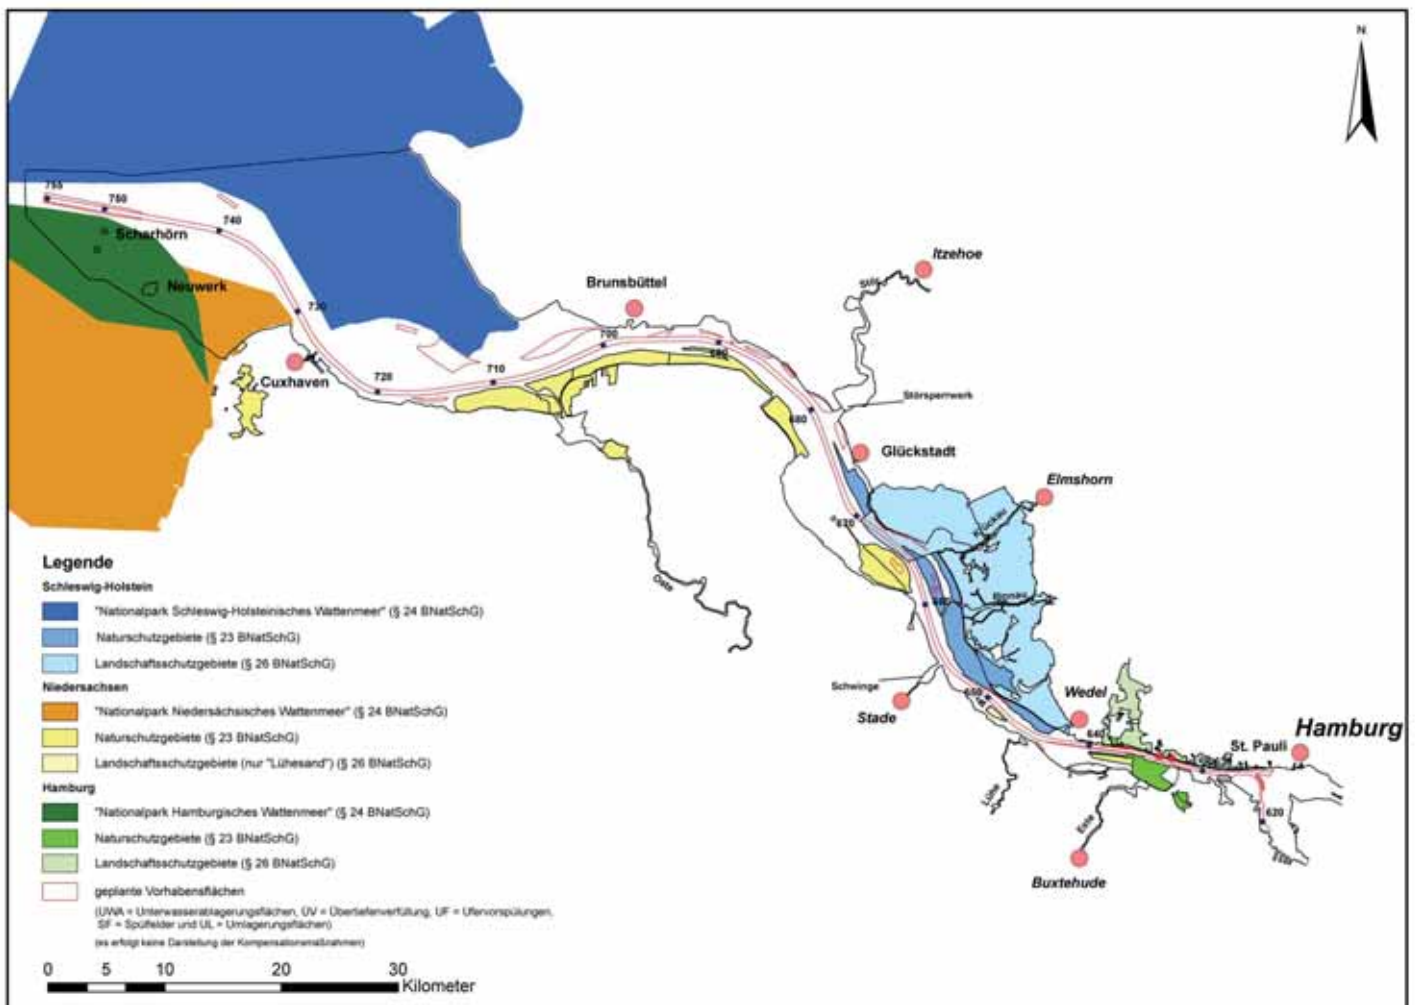 N
755
750
740
Scharhörn
Neuwerk
730
Cuxhaven
720
710
Brunsbüttel
700
690
Itzehoe
Stör
Störsperrwerk
680
Glückstadt
Elmshorn
Krückau
670
Pinnau
660
Oste
Schwinge
Stade
650
Wedel
640
Hamburg
St. Pauli
Lühe
Este
620
Buxtehude
Legende
Schleswig-Holstein
"Nationalpark Schleswig-Holsteinisches Wattenmeer" (§ 24 BNatSchG)
Naturschutzgebiete (§ 23 BNatSchG)
Landschaftsschutzgebiete (§ 26 BNatSchG)
Niedersachsen
"Nationalpark Niedersächsisches Wattenmeer" (§ 24 BNatSchG)
Naturschutzgebiete (§ 23 BNatSchG)
Landschaftsschutzgebiete (nur "Lühesand") (§ 26 BNatSchG)
Hamburg
"Nationalpark Hamburgisches Wattenmeer" (§ 24 BNatSchG)
Naturschutzgebiete (§ 23 BNatSchG)
Landschaftsschutzgebiete (§ 26 BNatSchG)
geplante Vorhabensflächen
(UWA = Unterwasserablagerungsflächen, ÜV = Übertiefenverfüllung, UF = Ufervorspülungen,
SF = Spülfelder und UL = Umlagerungsflächen)
(es erfolgt keine Darstellung der Kompensationsmaßnahmen)
0 5 10 20 30
Kilometer